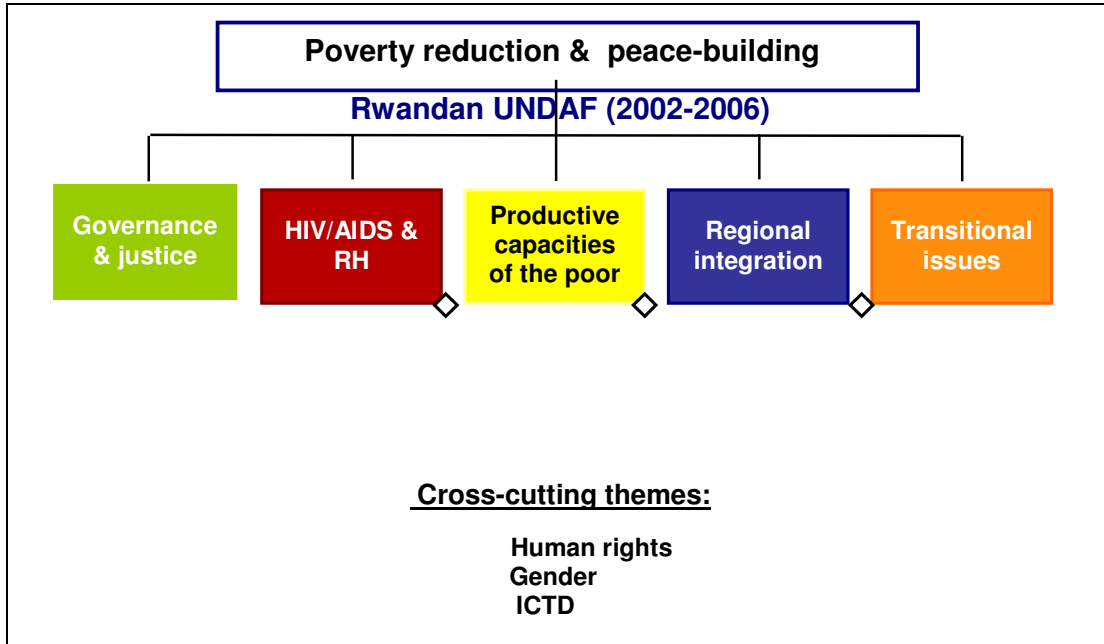 Poverty reduction & peace-building
Rwandan UNDAF (2002-2006)
Governance
& justice
HIV/AIDS &
RH
Productive
capacities
of the poor
Regional
integration
Transitional
issues
Cross-cutting themes:
Human rights
Gender
ICTD